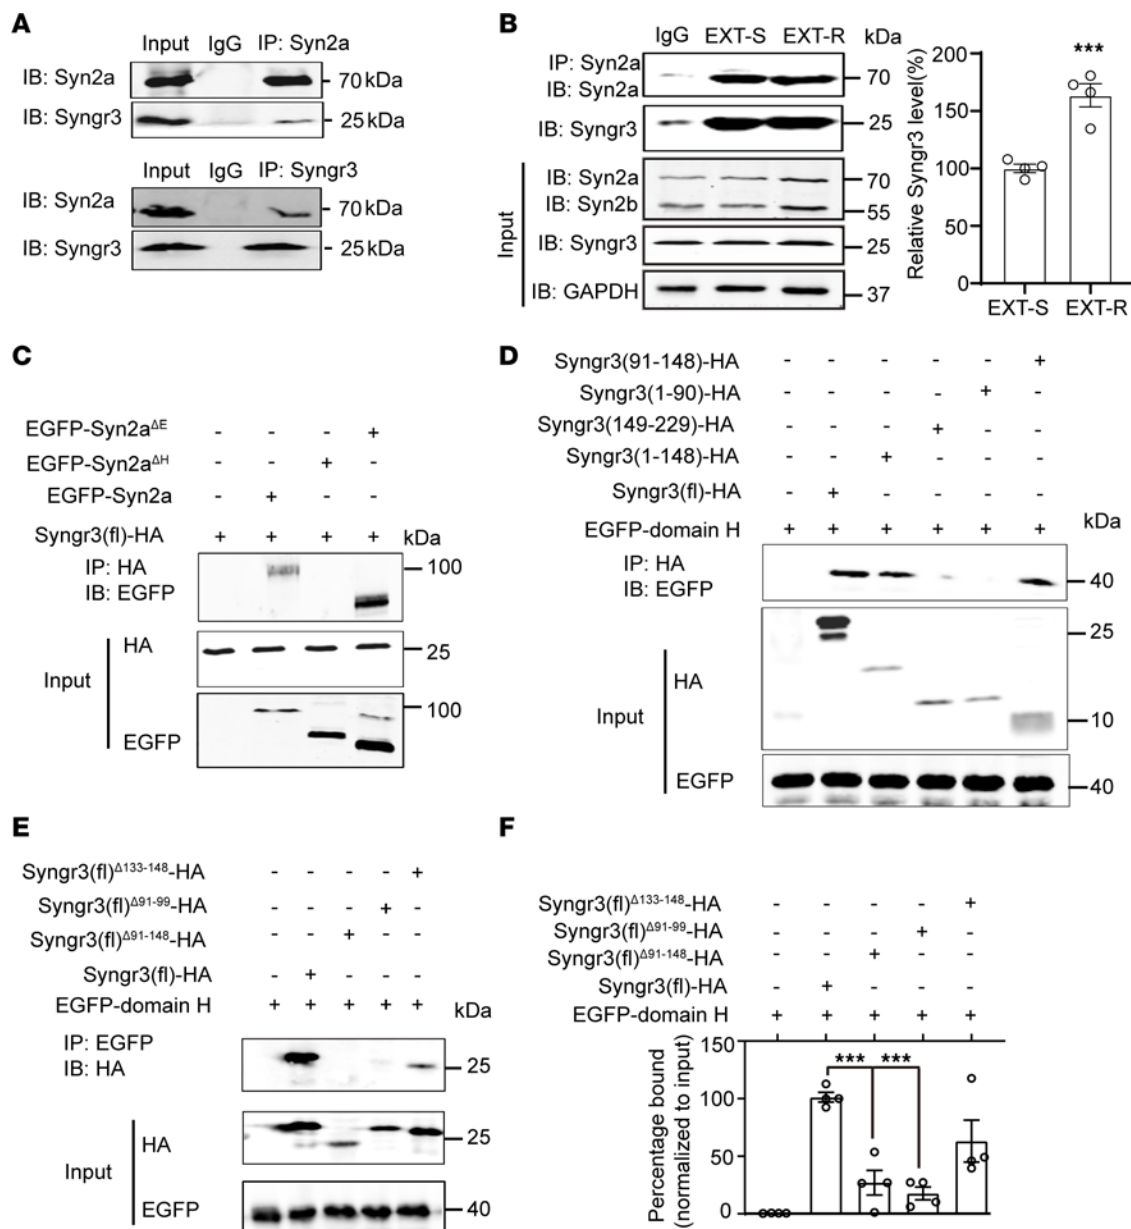 A
Input IgG IP: Syn2a
IB: Syn2a
70 kDa
IB: Syngr3
25 kDa
Input IgG IP: Syngr3
IB: Syn2a
70 kDa
IB: Syngr3
25 kDa
B
IgG EXT-S EXT-R kDa
IP: Syn2a
IB: Syn2a
70
IB: Syngr3
25
Input
IB: Syn2a
70
IB: Syn2b
55
IB: Syngr3
25
IB: GAPDH
37
Relative Syngr3 level(%)
200
150
100
50
0
***
EXT-S EXT-R
C
EGFP-Syn2aΔE - - - +
EGFP-Syn2aΔH - - + -
EGFP-Syn2a - + - -
Syngr3(fl)-HA + + + + kDa
IP: HA
IB: EGFP
100
Input
HA
25
EGFP
100
D
Syngr3(91-148)-HA - - - - - +
Syngr3(1-90)-HA - - - - + -
Syngr3(149-229)-HA - - - + - -
Syngr3(1-148)-HA - - + - - -
Syngr3(fl)-HA - + - - - -
EGFP-domain H + + + + + + kDa
IP: HA
IB: EGFP
40
Input
HA
25
10
EGFP
40
E
Syngr3(fl)Δ133-148-HA - - - - +
Syngr3(fl)Δ91-99-HA - - - + -
Syngr3(fl)Δ91-148-HA - - + - -
Syngr3(fl)-HA - + - - -
EGFP-domain H + + + + + kDa
IP: EGFP
IB: HA
25
Input
HA
25
EGFP
40
F
Syngr3(fl)Δ133-148-HA - - - - +
Syngr3(fl)Δ91-99-HA - - - + -
Syngr3(fl)Δ91-148-HA - - + - -
Syngr3(fl)-HA - + - - -
EGFP-domain H + + + + +
Percentage bound
(normalized to input)
150
100
50
0
*** ***